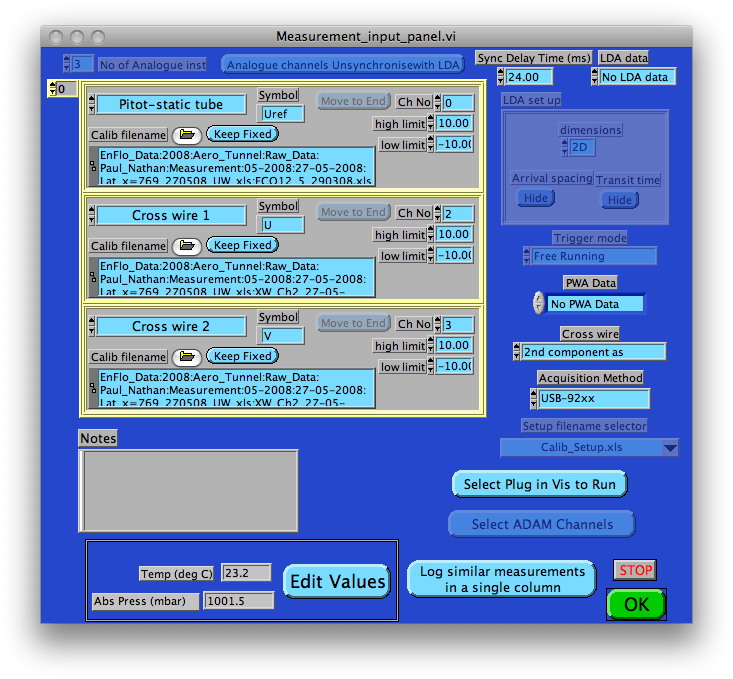 Measurement_input_panel.vi
3 No of Analogue inst
Analogue channels Unsynchronisewith LDA
Sync Delay Time (ms)
24.00
LDA data
No LDA data
0
Pitot-static tube
Symbol
Uref
Move to End
Ch No 0
high limit 10.00
low limit -10.00
Calib filename
Keep Fixed
EnFlo_Data:2008:Aero_Tunnel:Raw_Data:
Paul_Nathan:Measurement:05-2008:27-05-2008:
Lat_x=769_270508_UW_xls:FCO12_5_290308.xls
Cross wire 1
Symbol
U
Move to End
Ch No 2
high limit 10.00
low limit -10.00
Calib filename
Keep Fixed
EnFlo_Data:2008:Aero_Tunnel:Raw_Data:
Paul_Nathan:Measurement:05-2008:27-05-2008:
Lat_x=769_270508_UW_xls:XW_Ch2_27-05-
Cross wire 2
Symbol
V
Move to End
Ch No 3
high limit 10.00
low limit -10.00
Calib filename
Keep Fixed
EnFlo_Data:2008:Aero_Tunnel:Raw_Data:
Paul_Nathan:Measurement:05-2008:27-05-2008:
Lat_x=769_270508_UW_xls:XW_Ch2_27-05-
LDA set up
dimensions
2D
Arrival spacing
Hide
Transit time
Hide
Trigger mode
Free Running
PWA Data
No PWA Data
Cross wire
2nd component as
Acquisition Method
USB-92xx
Setup filename selector
Calib_Setup.xls
Notes
Select Plug in Vis to Run
Select ADAM Channels
Temp (deg C) 23.2
Abs Press (mbar) 1001.5
Edit Values
Log similar measurements
in a single column
STOP
OK